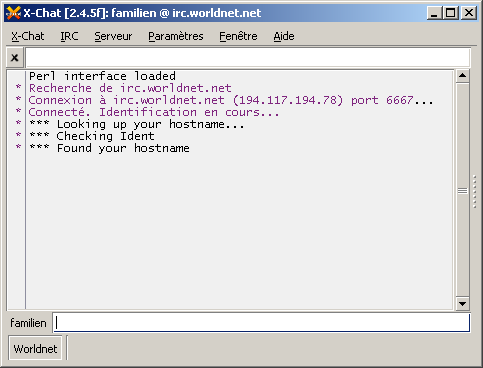 X-Chat [2.4.5f]: familien @ irc.worldnet.net
X-Chat IRC Serveur Paramètres Fenêtre Aide
x
Perl interface loaded
* Recherche de irc.worldnet.net
* Connexion à irc.worldnet.net (194.117.194.78) port 6667...
* Connecté. Identification en cours...
* *** Looking up your hostname...
* *** Checking Ident
* *** Found your hostname
familien
Worldnet